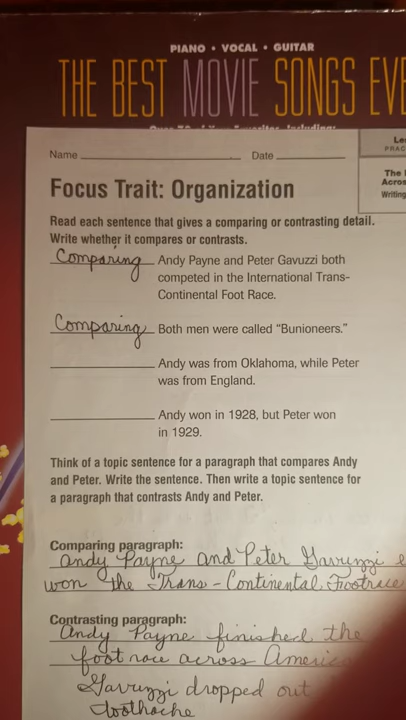 PIANO • VOCAL • GUITAR
THE BEST MOVIE SONGS EVE
Name Date
Le
PRAC
Focus Trait: Organization
The
Acros
Writing
Read each sentence that gives a comparing or contrasting detail.
Write whether it compares or contrasts.
Comparing Andy Payne and Peter Gavuzzi both
competed in the International Trans-
Continental Foot Race.
Comparing Both men were called “Bunioneers.”
Andy was from Oklahoma, while Peter
was from England.
Andy won in 1928, but Peter won
in 1929.
Think of a topic sentence for a paragraph that compares Andy
and Peter. Write the sentence. Then write a topic sentence for
a paragraph that contrasts Andy and Peter.
Comparing paragraph:
Andy Payne and Peter Gavuzzi
won the Trans-Continental Footrace
Contrasting paragraph:
Andy Payne finished the
foot race across America
Gavuzzi dropped out
toothache